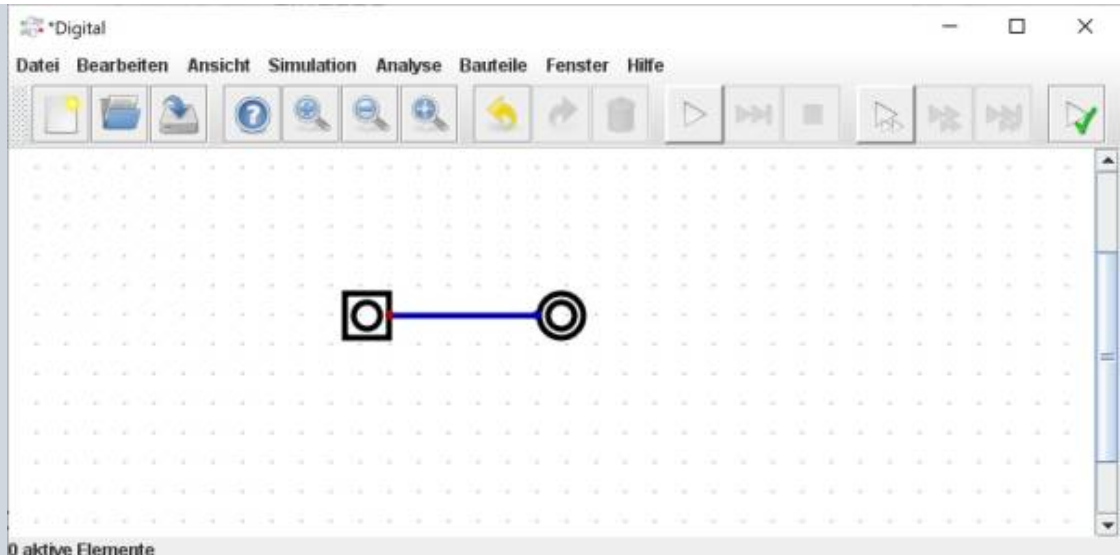 *Digital
Datei Bearbeiten Ansicht Simulation Analyse Bauteile Fenster Hilfe
0 aktive Elemente